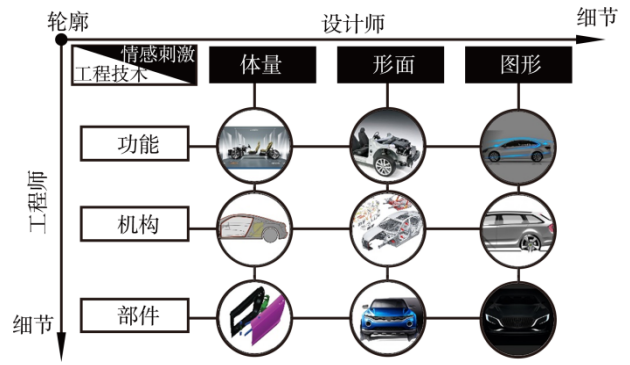 轮廓
设计师
细节
情感刺激
工程技术
体量
形面
图形
功能
工程师
机构
细节
部件